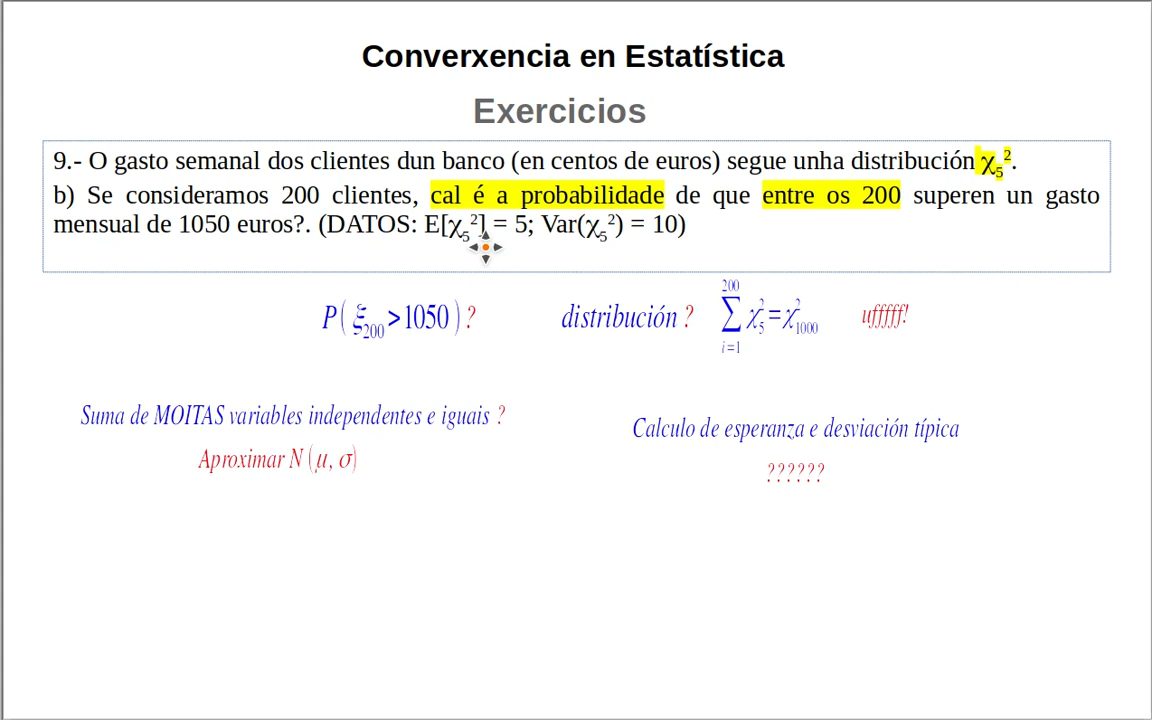 Converxencia en Estatística
Exercicios
9.- O gasto semanal dos clientes dun banco (en centos de euros) segue unha distribución χ₅².
b) Se consideramos 200 clientes, cal é a probabilidade de que entre os 200 superen un gasto
mensual de 1050 euros?. (DATOS: E[χ₅²] = 5; Var(χ₅²) = 10)
P(ξ₂₀₀>1050)? distribución ? ∑_{i=1}^{200} χ₅²=χ²₁₀₀₀ ufffff!
Suma de MOITAS variables independentes e iguais ?
Calculo de esperanza e desviación típica
Aproximar N (μ, σ)
??????